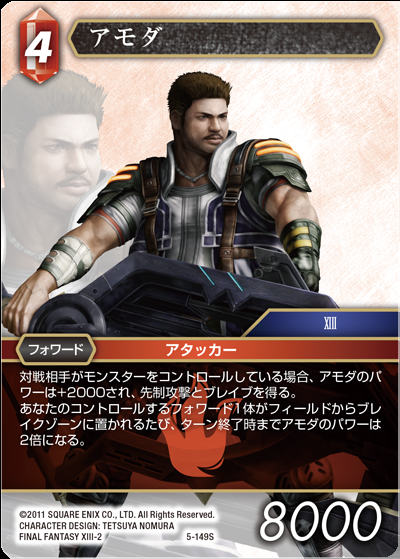 4
アモダ
XIII
フォワード
アタッカー
対戦相手がモンスターをコントロールしている場合、アモダのパ
ワーは+2000され、先制攻撃とブレイブを得る。
あなたのコントロールするフォワード1体がフィールドからブレ
イクゾーンに置かれるたび、ターン終了時までアモダのパワーは
2倍になる。
©2011 SQUARE ENIX CO., LTD. All Rights Reserved.
CHARACTER DESIGN: TETSUYA NOMURA
FINAL FANTASY XIII-2
5-149S
8000